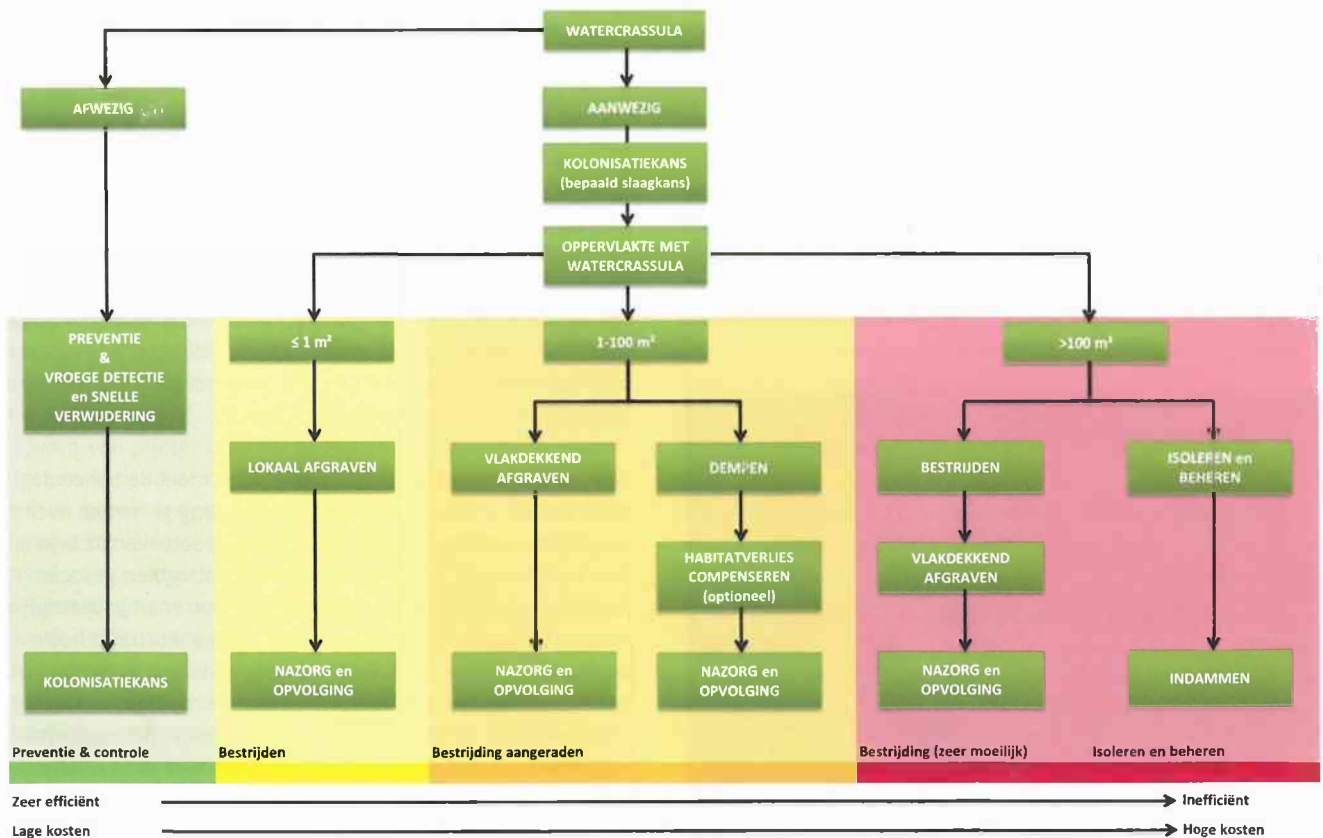 WATERCRASSULA
AFWEZIG
AANWEZIG
KOLONISATIEKANS
(bepaald slaagkans)
OPPERVLAKTE MET
WATERCRASSULA
PREVENTIE
&
VROEGE DETECTIE
en SNELLE
VERWIJDERING
≤ 1 m²
1-100 m²
>100 m²
LOKAAL AFGRAVEN
VLAKDEKKEND
AFGRAVEN
DEMPEN
BESTRIJDEN
ISOLEREN en
BEHEREN
HABITATVERLIES
COMPENSEREN
(optioneel)
VLAKDEKKEND
AFGRAVEN
KOLONISATIEKANS
NAZORG en
OPVOLGING
NAZORG en
OPVOLGING
NAZORG en
OPVOLGING
NAZORG en
OPVOLGING
INDAMMEN
Preventie & controle
Bestrijden
Bestrijding aangeraden
Bestrijding (zeer moeilijk)
Isoleren en beheren
Zeer efficiënt
Inefficiënt
Lage kosten
Hoge kosten